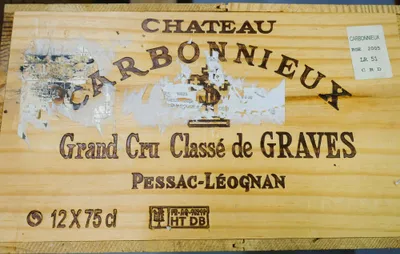 CHATEAU
CARBONNIEUX
Grand Cru Classé de GRAVES
PESSAC-LÉOGNAN
12 X 75 cl
HT DB
CARBONNIEUX
2005
C R D